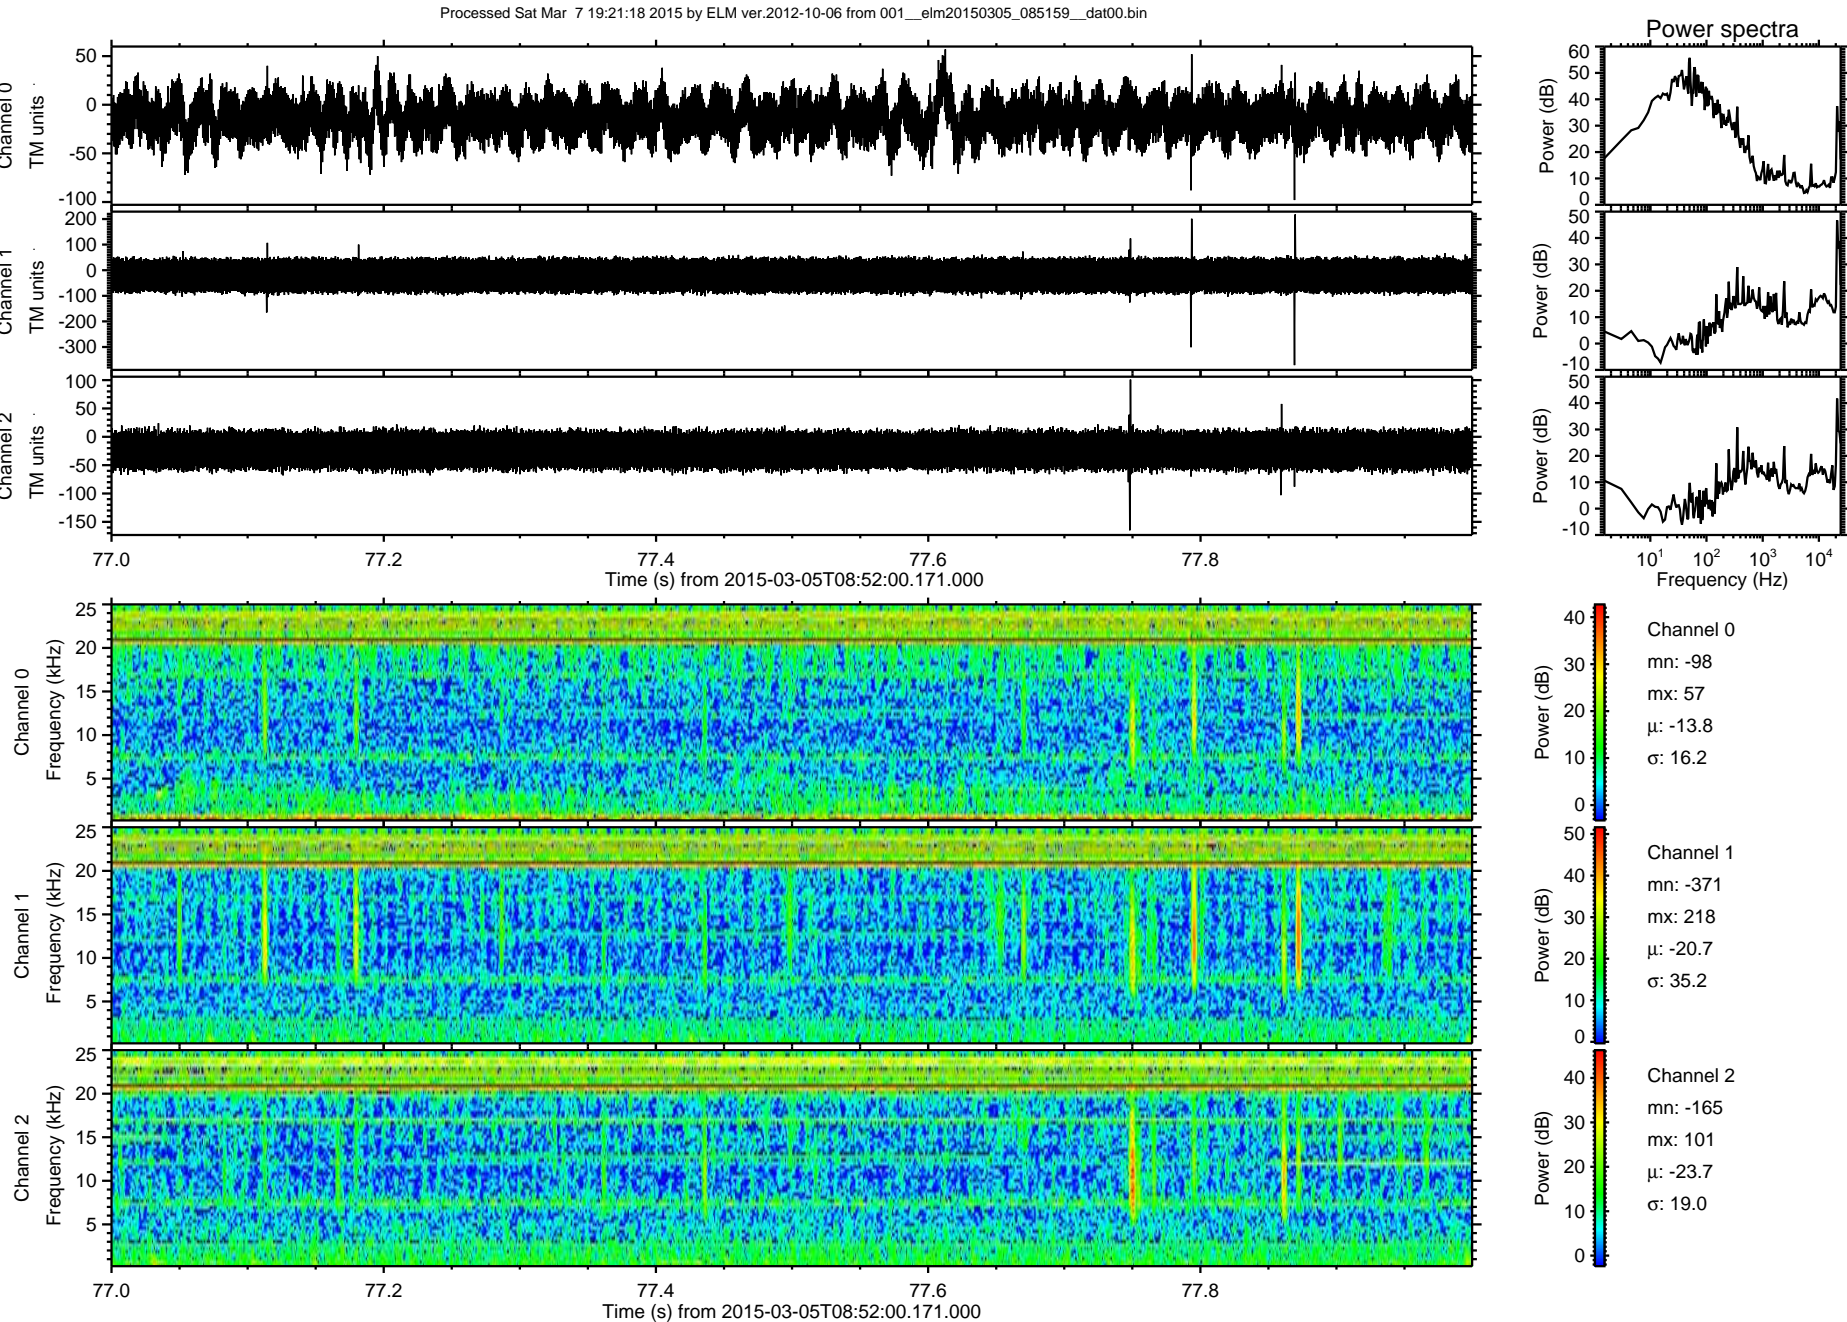 Processed Sat Mar 7 19:21:18 2015 by ELM ver.2012-10-06 from 001__elm20150305_085159__dat00.bin
Power spectra
Channel 0
TM units
50
0
-50
-100
Power (dB)
60
50
40
30
20
10
0
Channel 1
TM units
200
100
0
-100
-200
-300
Power (dB)
50
40
30
20
10
0
-10
Channel 2
TM units
100
50
0
-50
-100
-150
Power (dB)
50
40
30
20
10
0
-10
77.0 77.2 77.4 77.6 77.8
Time (s) from 2015-03-05T08:52:00.171.000
10^1 10^2 10^3 10^4
Frequency (Hz)
Channel 0
Frequency (kHz)
25
20
15
10
5
Power (dB)
40
30
20
10
0
Channel 0
mn: -98
mx: 57
μ: -13.8
σ: 16.2
Channel 1
Frequency (kHz)
25
20
15
10
5
Power (dB)
50
40
30
20
10
0
Channel 1
mn: -371
mx: 218
μ: -20.7
σ: 35.2
Channel 2
Frequency (kHz)
25
20
15
10
5
Power (dB)
40
30
20
10
0
Channel 2
mn: -165
mx: 101
μ: -23.7
σ: 19.0
77.0 77.2 77.4 77.6 77.8
Time (s) from 2015-03-05T08:52:00.171.000